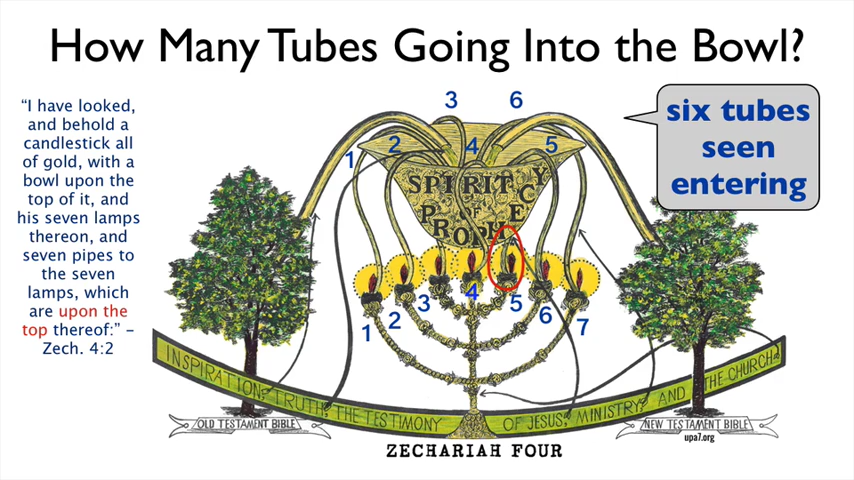 How Many Tubes Going Into the Bowl?
“I have looked,
and behold a
candlestick all
of gold, with a
bowl upon the
top of it, and
his seven lamps
thereon, and
seven pipes to
the seven
lamps, which
are upon the
top thereof:” –
Zech. 4:2
3 6
1 2 4 5
six tubes
seen
entering
SPIRIT
OF
PROPHECY
1 2 3 4 5 6 7
INSPIRATION, TRUTH, THE TESTIMONY OF JESUS, MINISTRY, AND THE CHURCH
OLD TESTAMENT BIBLE
NEW TESTAMENT BIBLE
upa7.org
ZECHARIAH FOUR